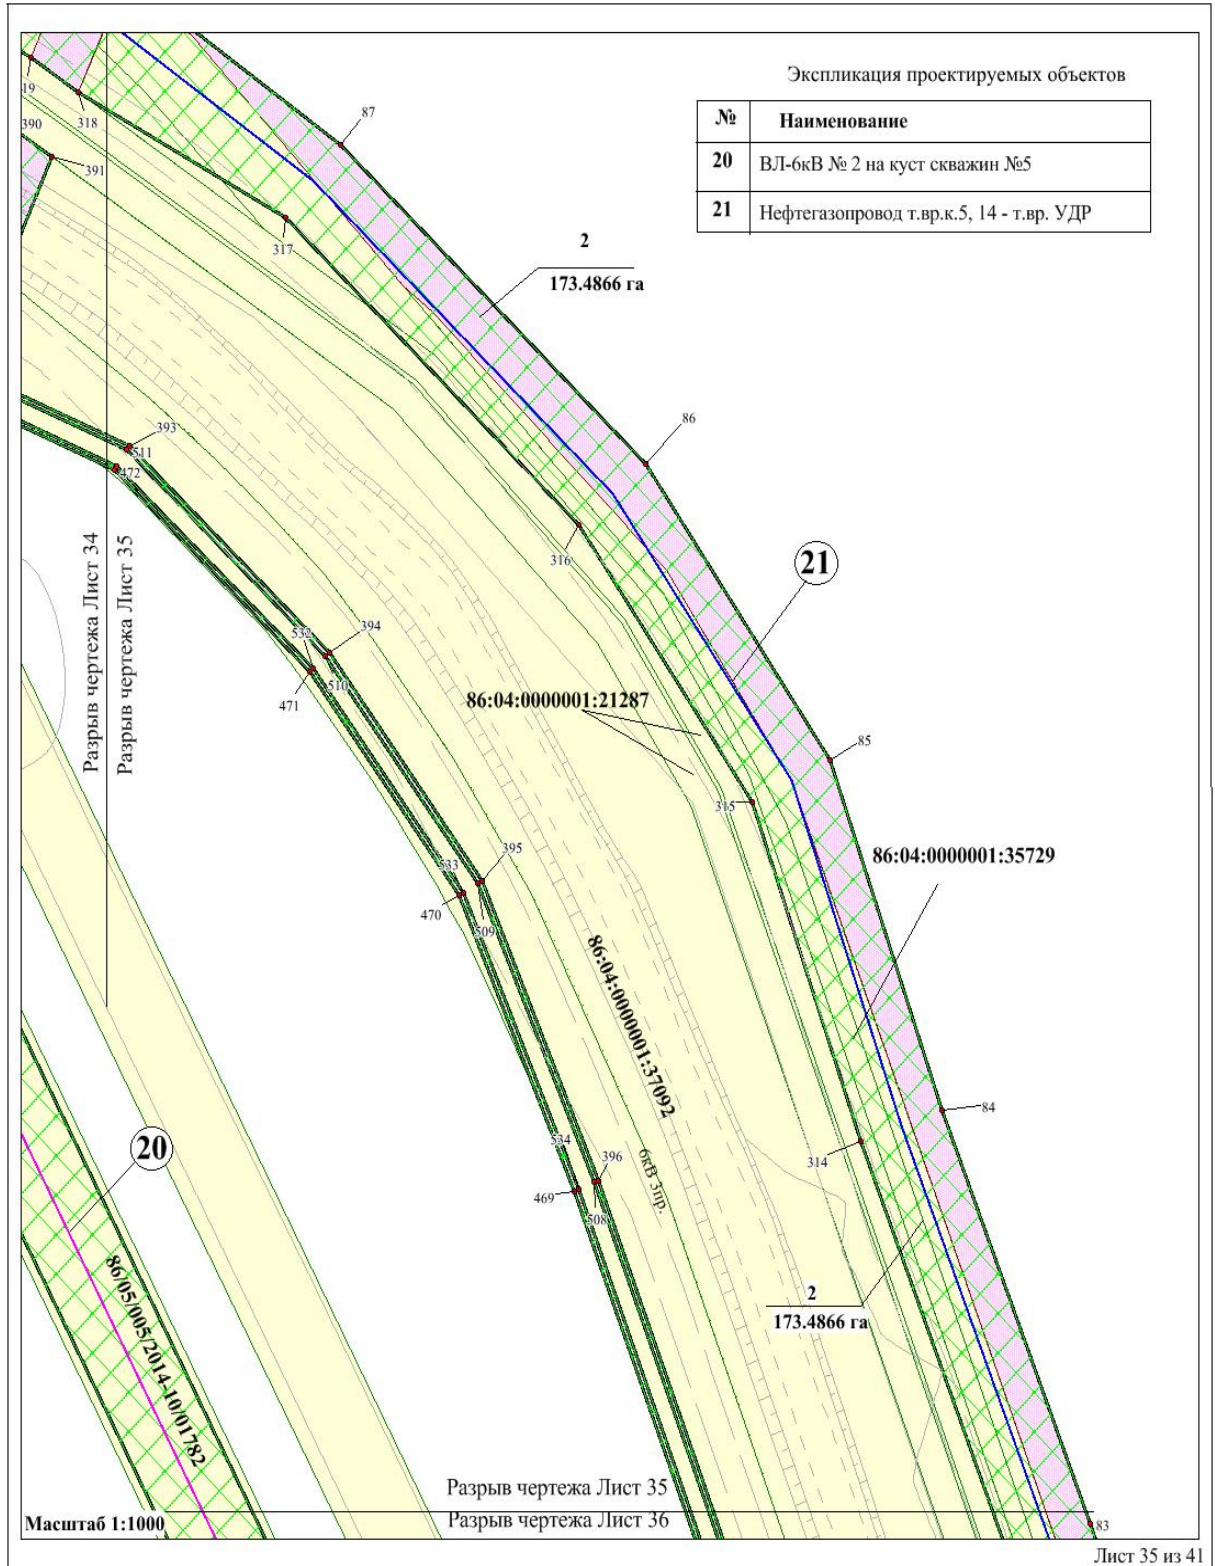 Экспликация проектируемых объектов
№ Наименование
20 ВЛ-6кВ № 2 на куст скважин №5
21 Нефтегазопровод т.вр.к.5, 14 - т.вр. УДР
19
318
87
390
391
317
2
173.4866 га
86
393
511
472
316
21
Разрыв чертежа Лист 34
Разрыв чертежа Лист 35
532
394
510
471
86:04:0000001:21287
85
315
395
533
470
509
86:04:0000001:35729
86:04:0000001:37092
84
314
20
534
396
6кВ 3пр.
469
508
86/05/005/2014-10/01782
2
173.4866 га
Разрыв чертежа Лист 35
Масштаб 1:1000
Разрыв чертежа Лист 36
83
Лист 35 из 41